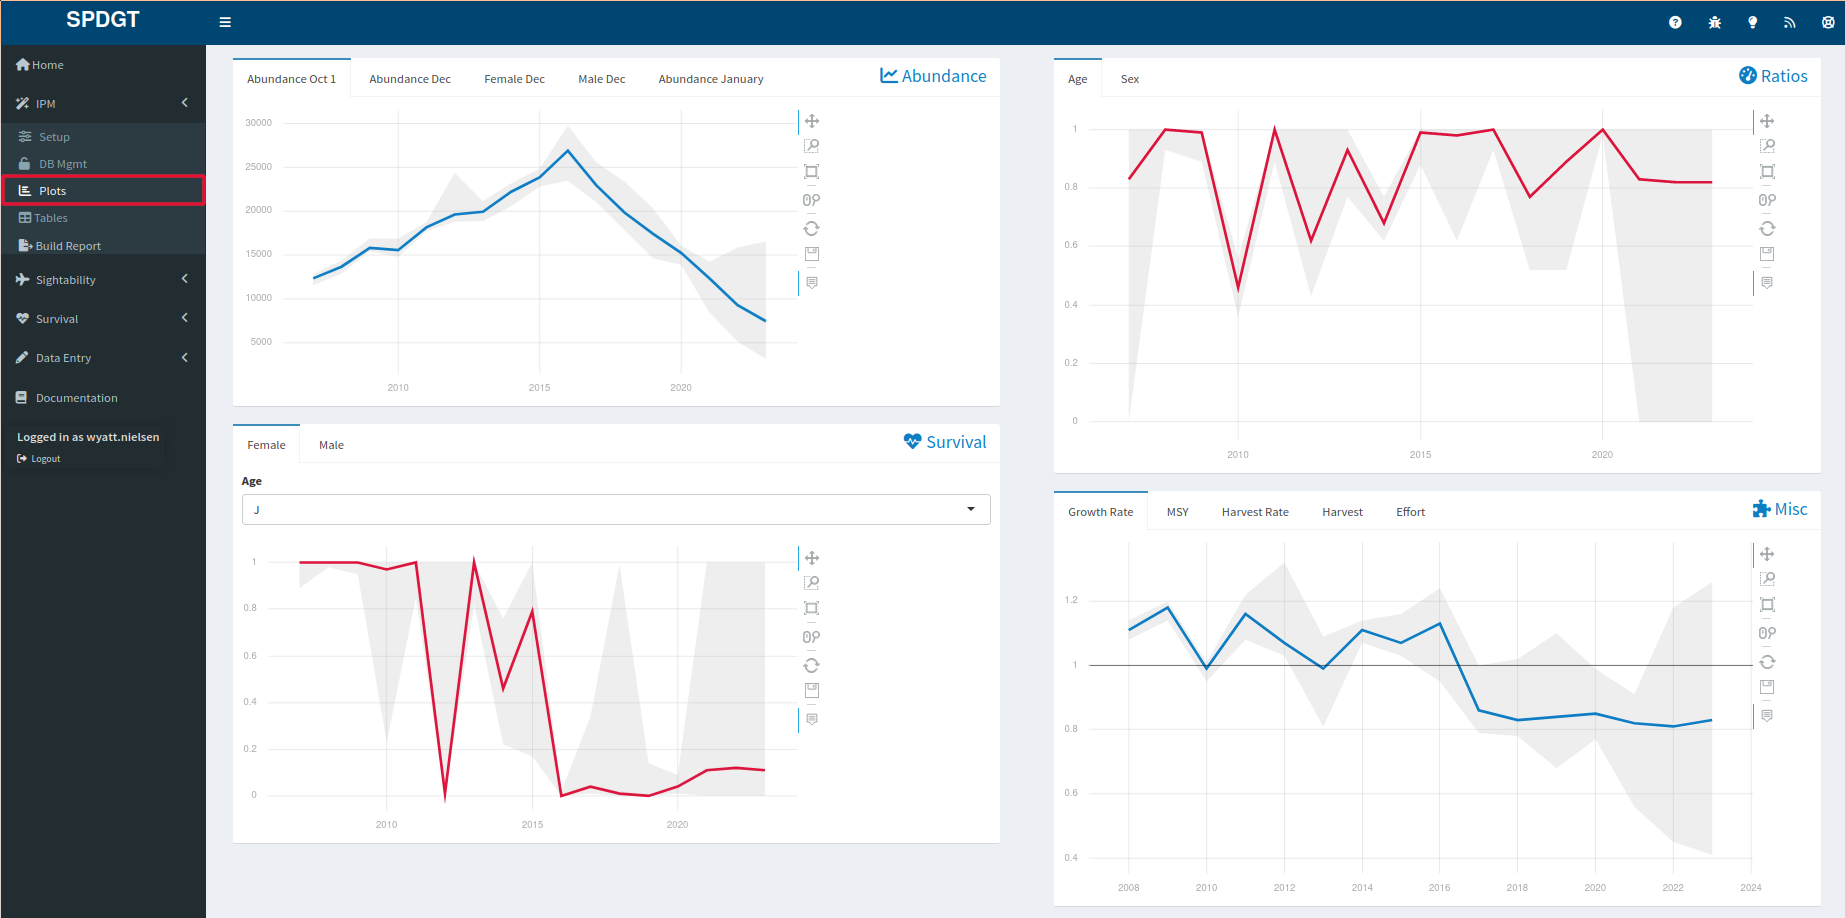 SPDGT
Home
IPM
Setup
DB Mgmt
Plots
Tables
Build Report
Sightability
Survival
Data Entry
Documentation
Logged in as wyatt.nielsen
Logout
Abundance Oct 1 Abundance Dec Female Dec Male Dec Abundance January Abundance
30000
25000
20000
15000
10000
5000
2010 2015 2020
Female Male Survival
Age
J
1
0.8
0.6
0.4
0.2
0
2010 2015 2020
Age Sex Ratios
1
0.8
0.6
0.4
0.2
0
2010 2015 2020
Growth Rate MSY Harvest Rate Harvest Effort Misc
1.2
1
0.8
0.6
0.4
2008 2010 2012 2014 2016 2018 2020 2022 2024